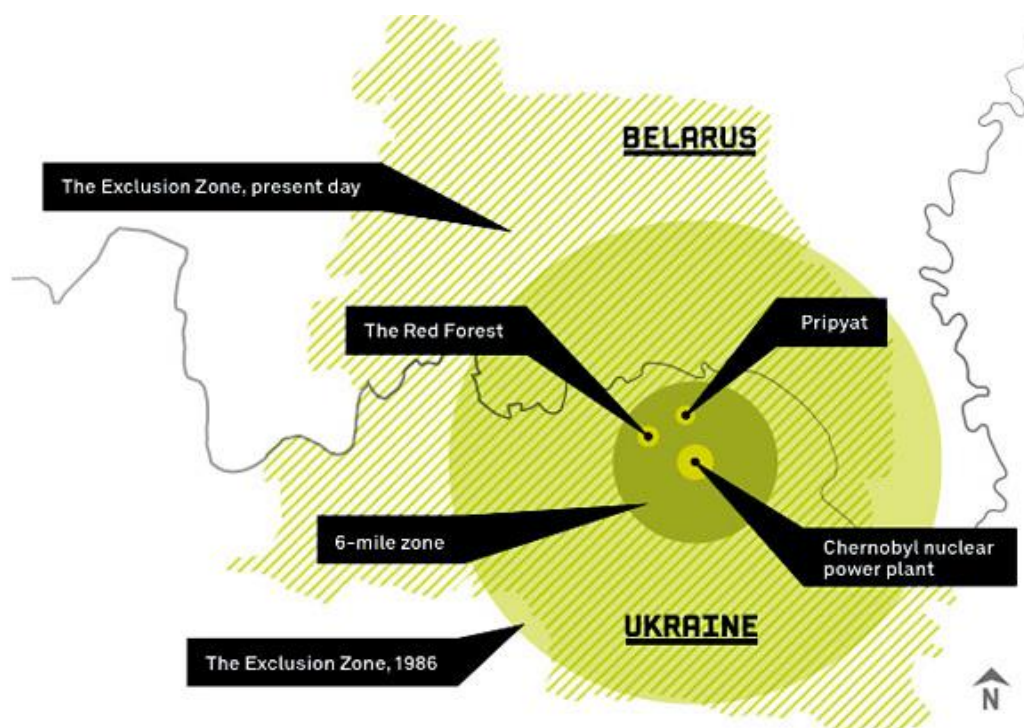 BELARUS
The Exclusion Zone, present day
The Red Forest
Pripyat
6-mile zone
Chernobyl nuclear
power plant
UKRAINE
The Exclusion Zone, 1986
N